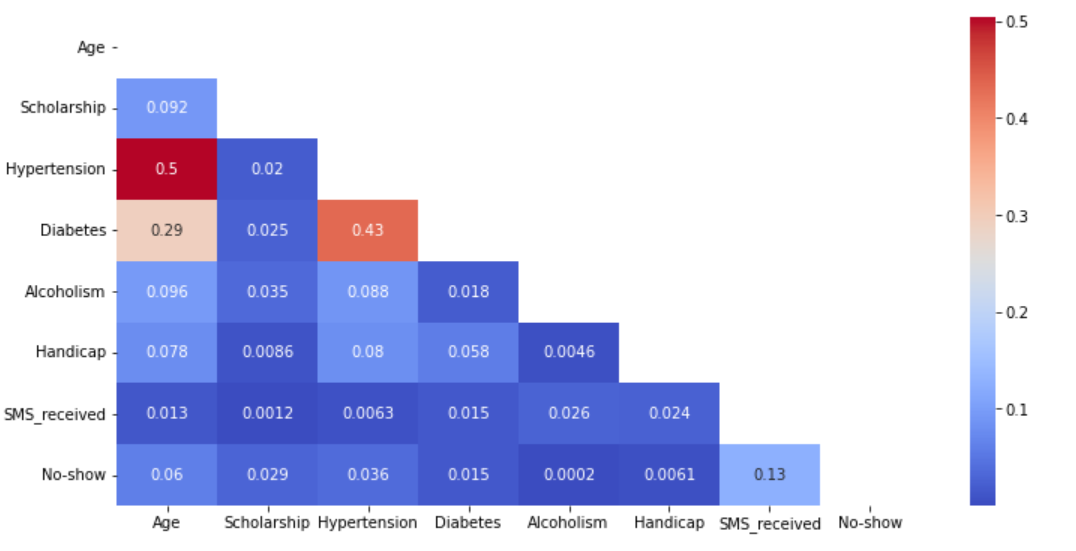 Age
Scholarship 0.092
Hypertension 0.5 0.02
Diabetes 0.29 0.025 0.43
Alcoholism 0.096 0.035 0.088 0.018
Handicap 0.078 0.0086 0.08 0.058 0.0046
SMS_received 0.013 0.0012 0.0063 0.015 0.026 0.024
No-show 0.06 0.029 0.036 0.015 0.0002 0.0061 0.13
Age Scholarship Hypertension Diabetes Alcoholism Handicap SMS_received No-show
0.5
0.4
0.3
0.2
0.1